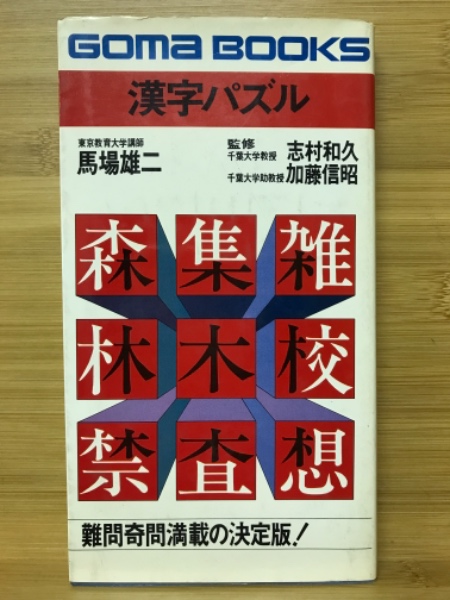 GOMA BOOKS
漢字パズル
東京教育大学講師
馬場雄二
監修
千葉大学教授 志村和久
千葉大学助教授 加藤信昭
森 集 雑
林 木 校
禁 査 想
難問奇問満載の決定版!